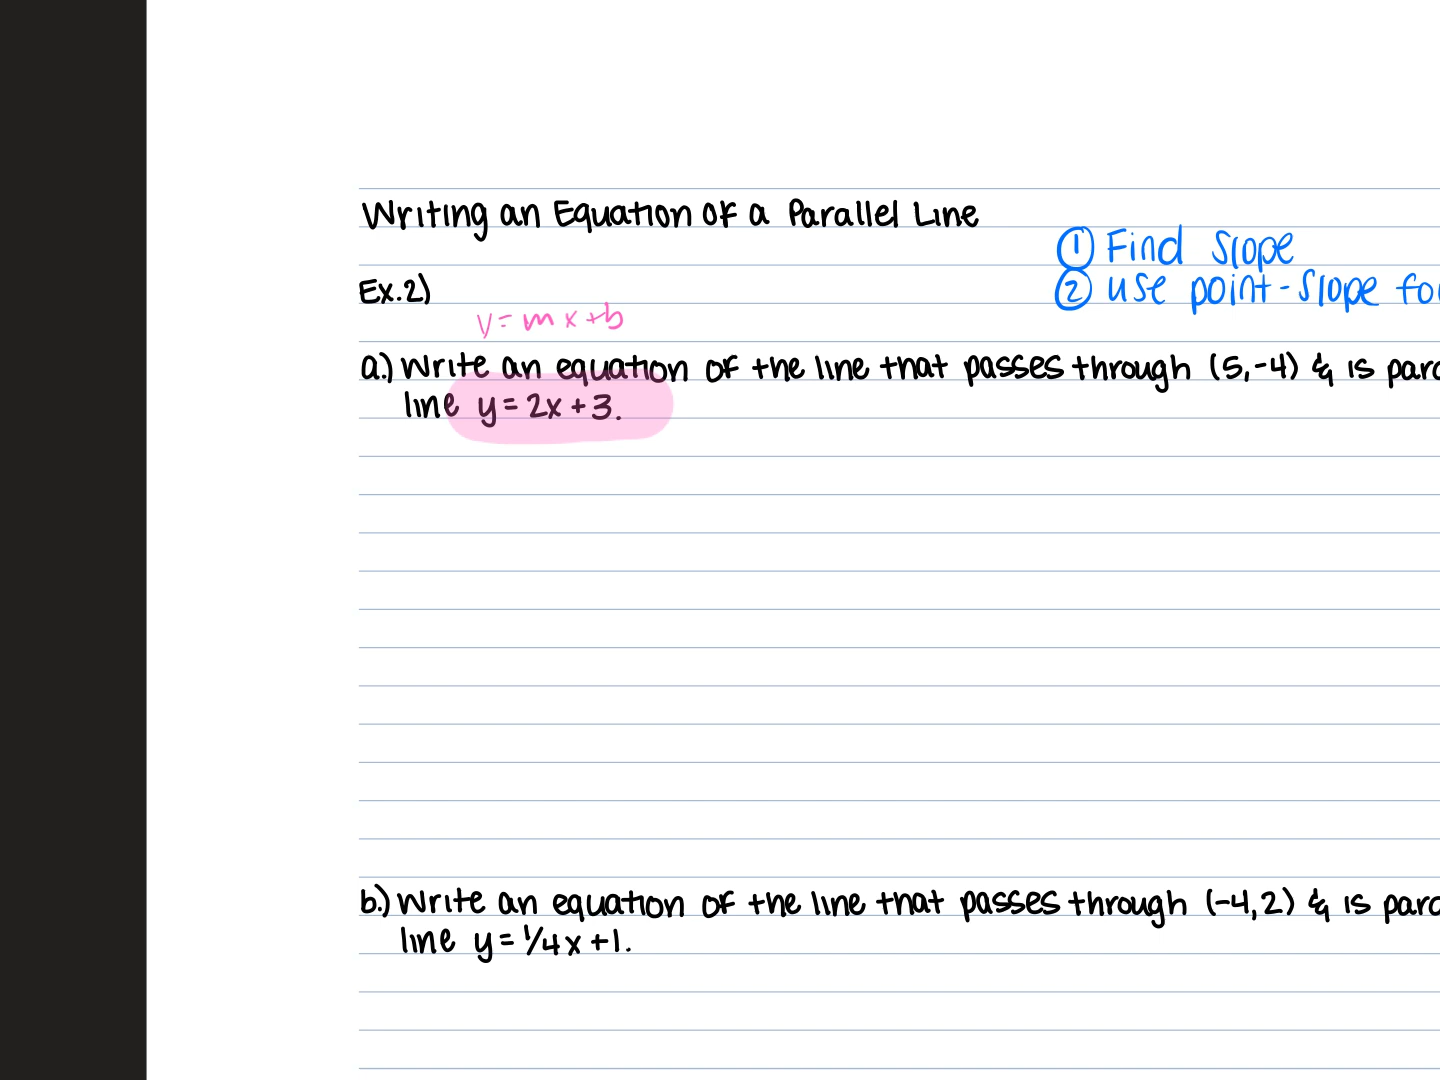 Writing an Equation of a Parallel Line
① Find slope
Ex.2)
② use point-slope
y = mx+b
a.) Write an equation of the line that passes through (5,-4) & is
line y = 2x + 3.
b.) Write an equation of the line that passes through (-4,2) & is
line y = 1/4x +1.